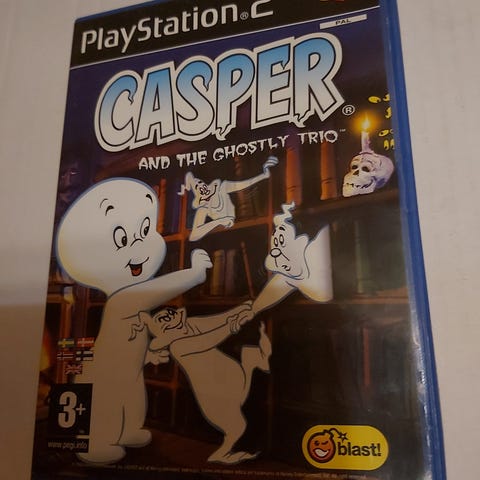 PlayStation®2
PAL
CASPER®
AND THE GHOSTLY TRIO™
3+
www.pegi.info
blast!